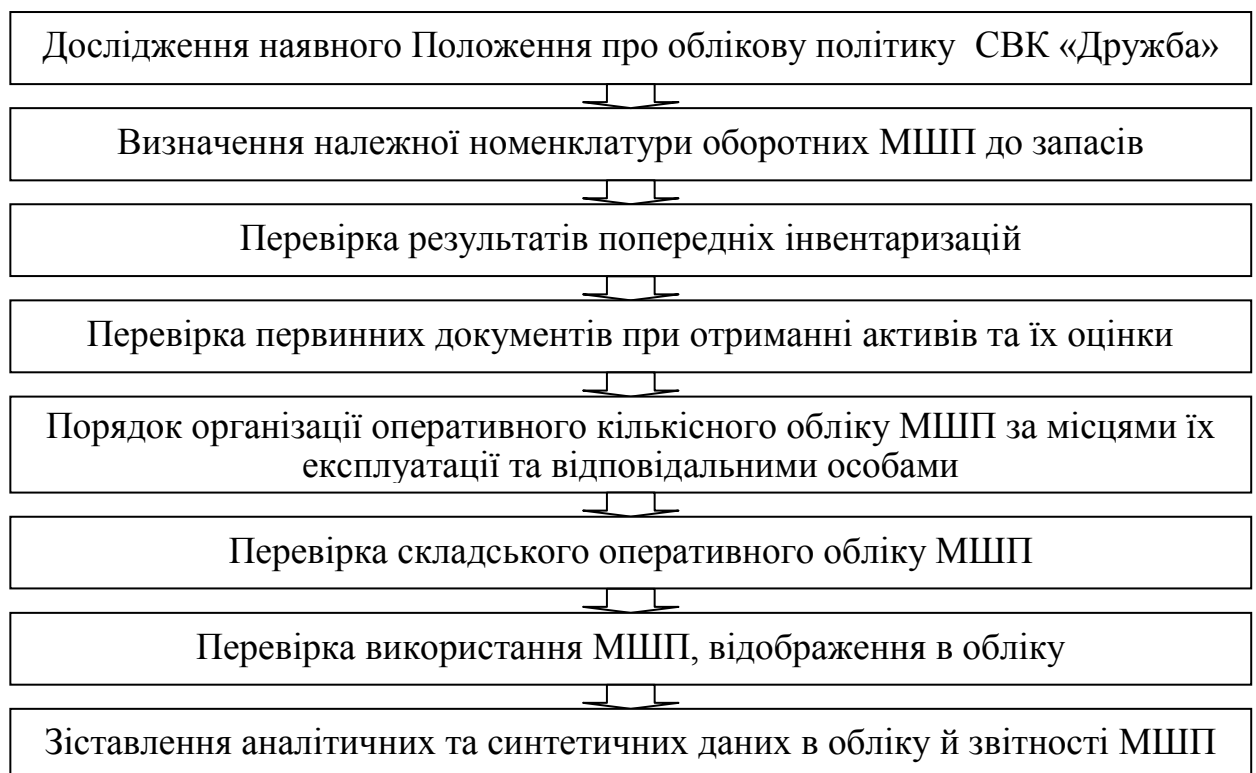 Дослідження наявного Положення про облікову політику СВК «Дружба»
Визначення належної номенклатури оборотних МШП до запасів
Перевірка результатів попередніх інвентаризацій
Перевірка первинних документів при отриманні активів та їх оцінки
Порядок організації оперативного кількісного обліку МШП за місцями їх
експлуатації та відповідальними особами
Перевірка складського оперативного обліку МШП
Перевірка використання МШП, відображення в обліку
Зіставлення аналітичних та синтетичних даних в обліку й звітності МШП